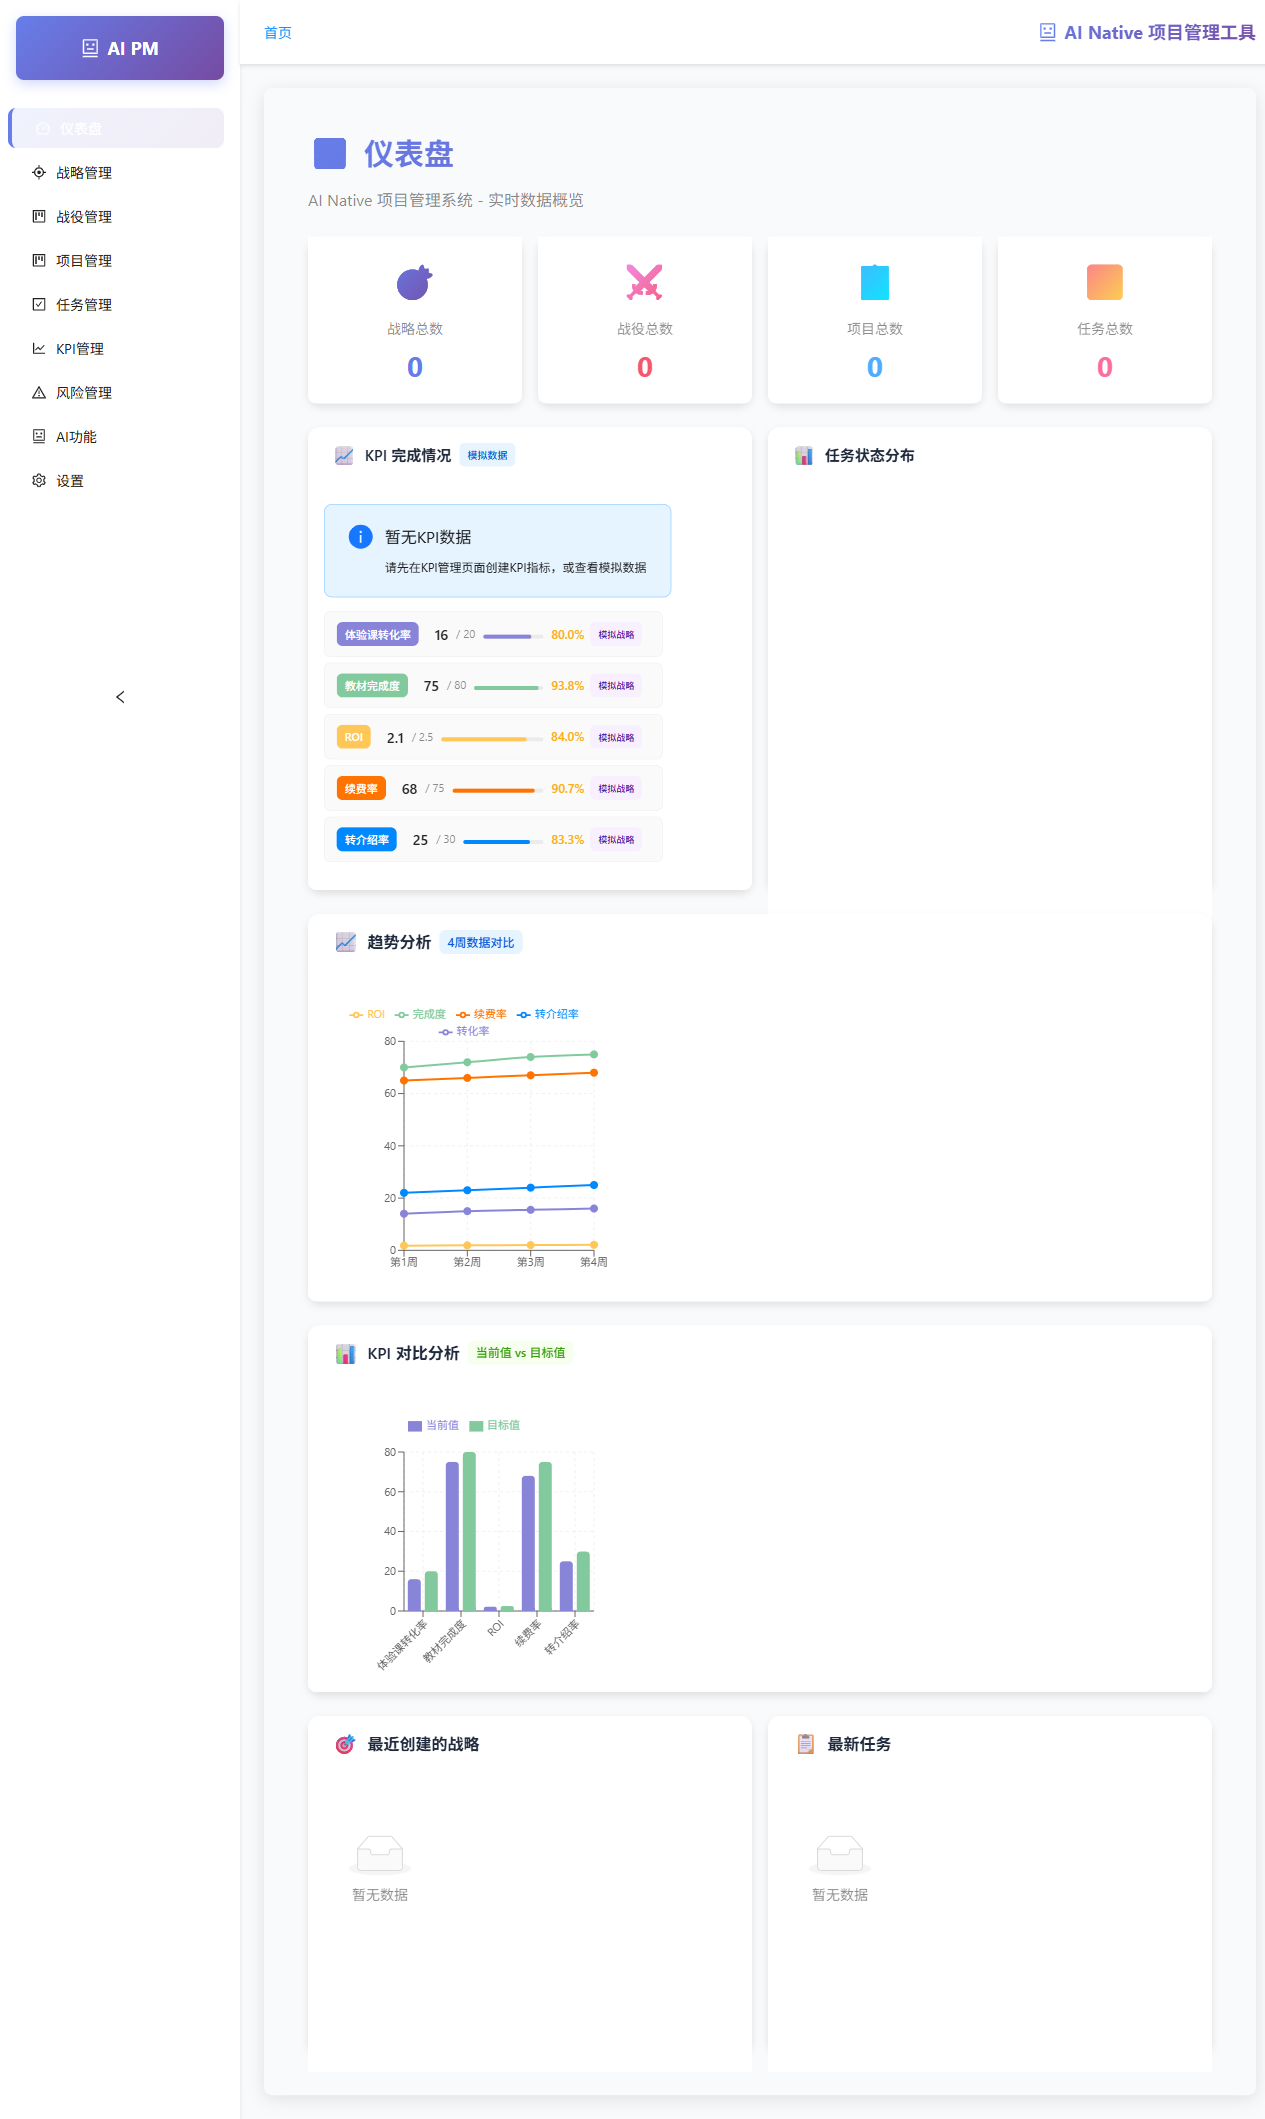 AI PM
首页
AI Native 项目管理工具
仪表盘
战略管理
战役管理
项目管理
任务管理
KPI管理
风险管理
AI功能
设置
仪表盘
AI Native 项目管理系统 - 实时数据概览
战略总数
0
战役总数
0
项目总数
0
任务总数
0
KPI 完成情况 模拟数据
暂无KPI数据
请先在KPI管理页面创建KPI指标，或查看模拟数据
体验课转化率 16 / 20 80.0% 模拟战略
教材完成度 75 / 80 93.8% 模拟战略
ROI 2.1 / 2.5 84.0% 模拟战略
续费率 68 / 75 90.7% 模拟战略
转介绍率 25 / 30 83.3% 模拟战略
任务状态分布
趋势分析 4周数据对比
ROI 完成度 续费率 转介绍率
转化率
80
60
40
20
0
第1周 第2周 第3周 第4周
KPI 对比分析 当前值 vs 目标值
当前值 目标值
80
60
40
20
0
体验课转化率 教材完成度 ROI 续费率 转介绍率
最近创建的战略
暂无数据
最新任务
暂无数据